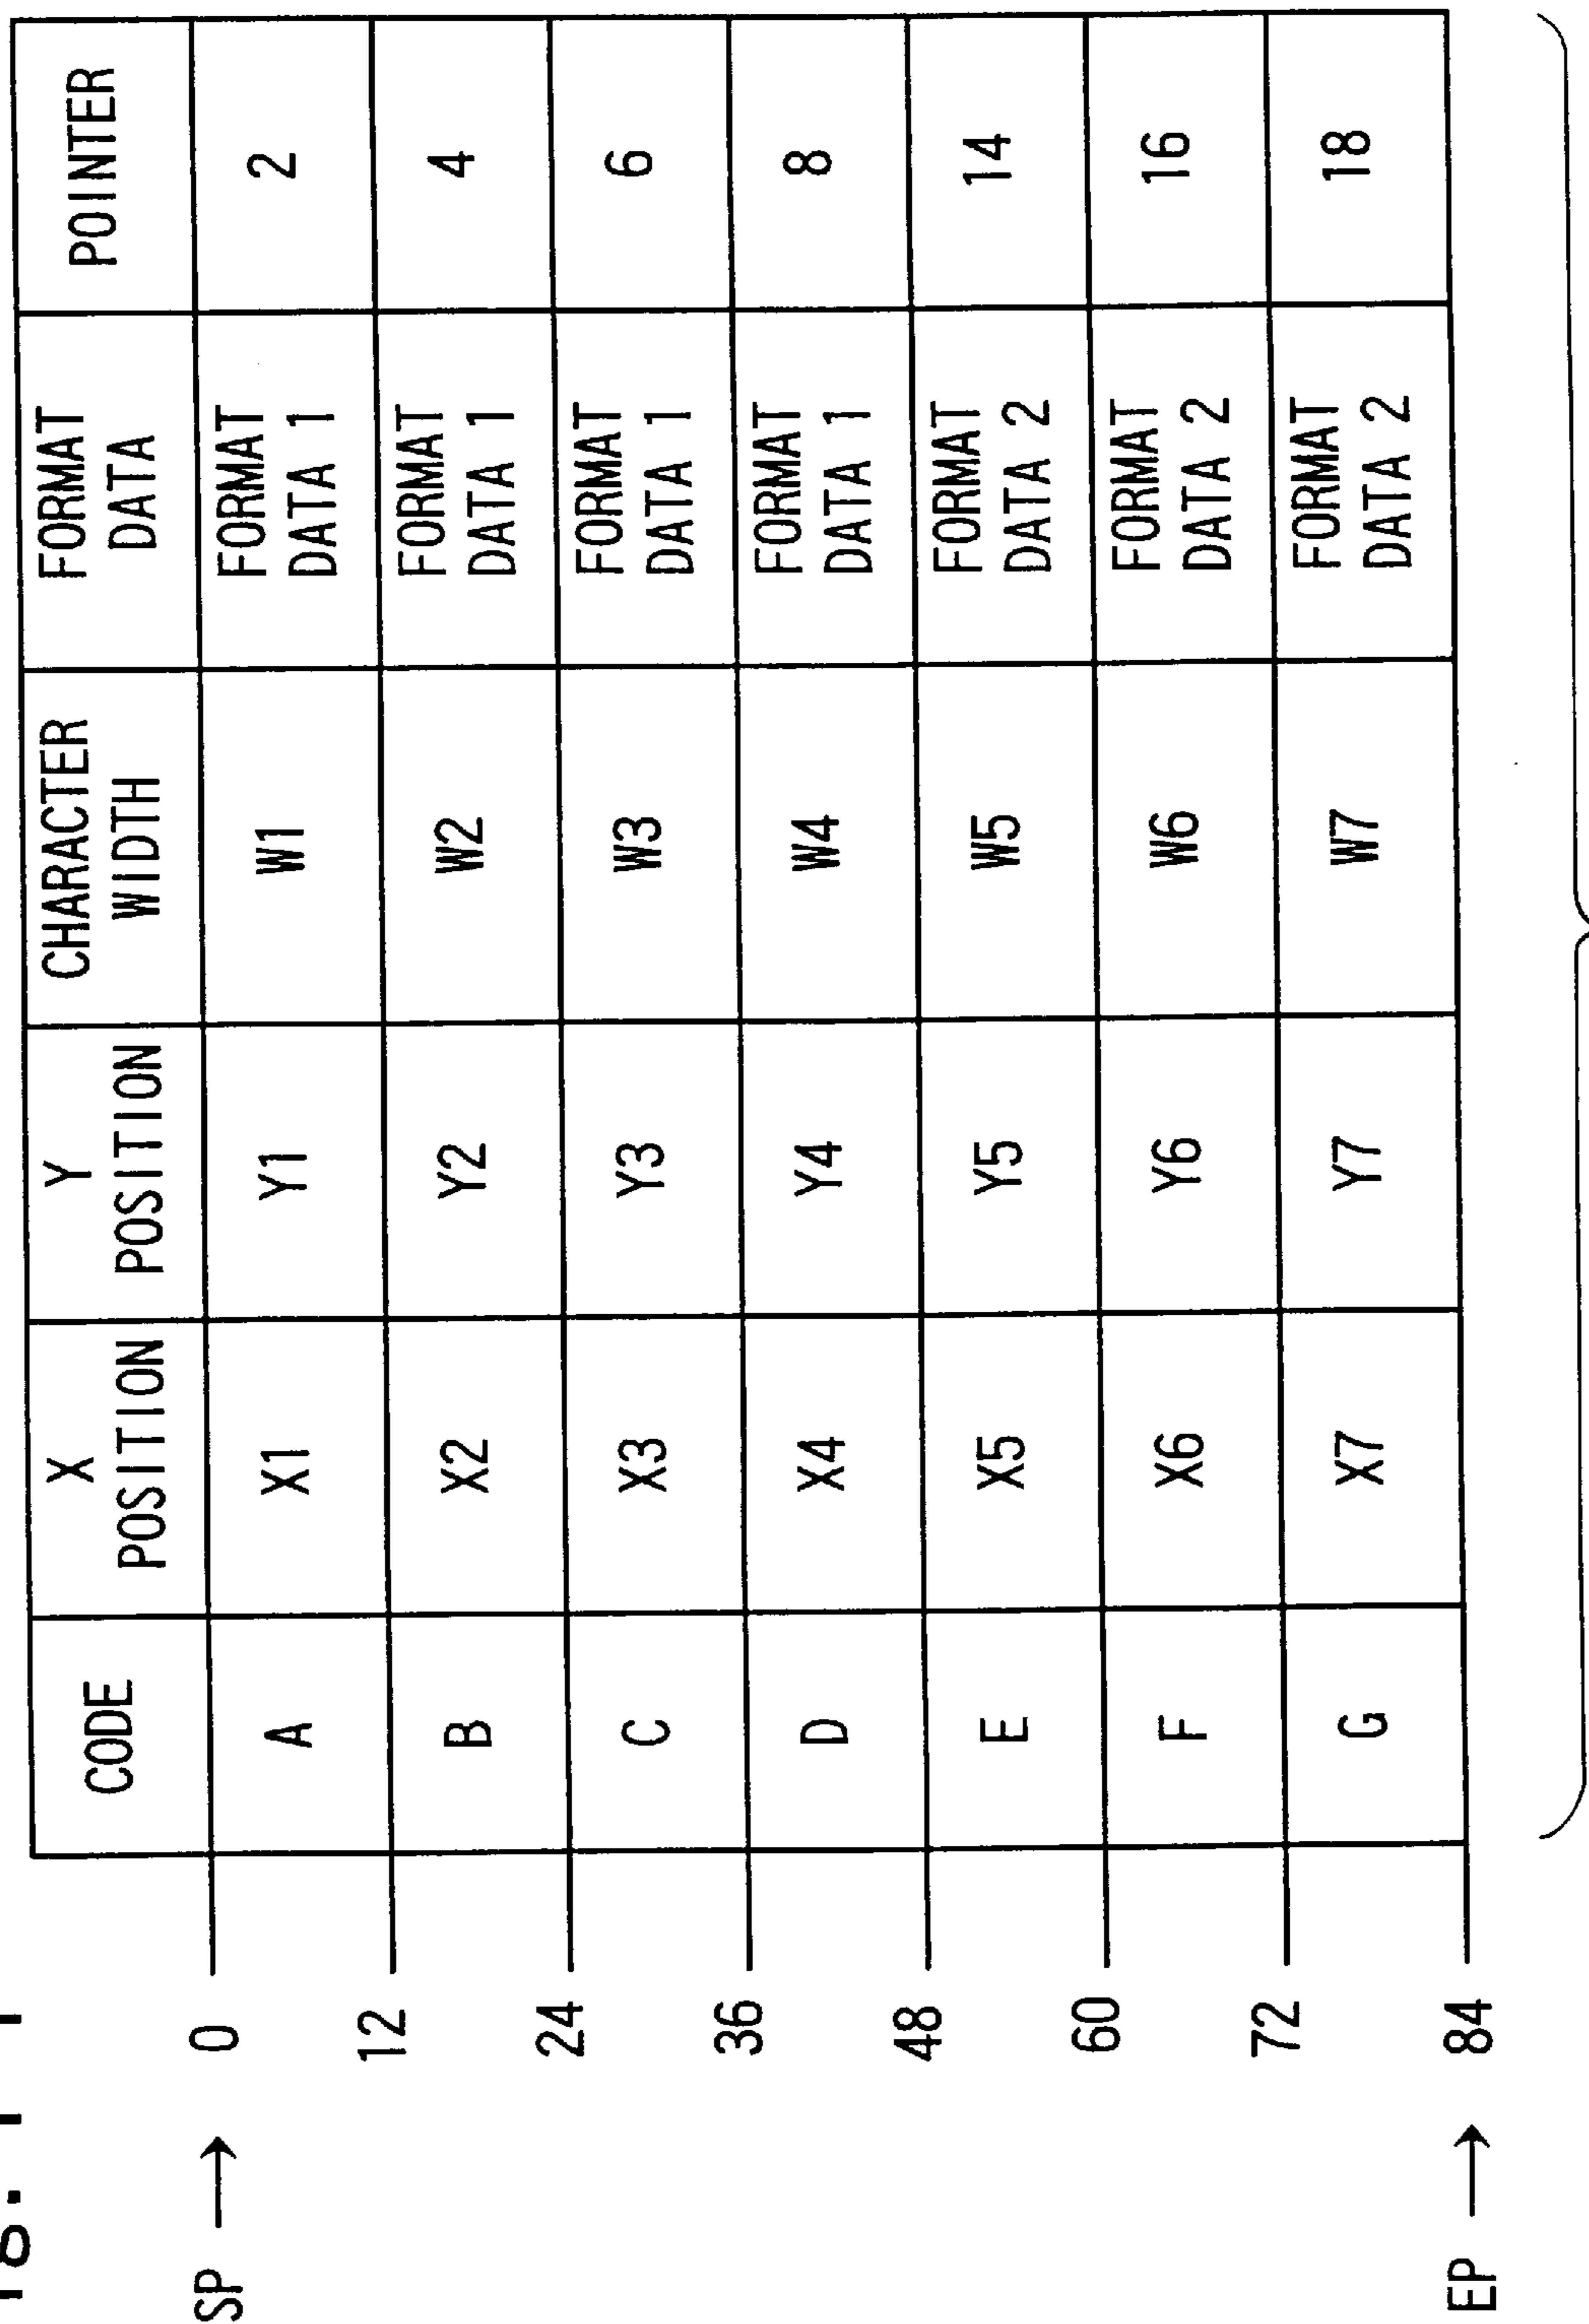 CODE X POSITION Y POSITION CHARACTER WIDTH FORMAT DATA POINTER
SP → 0
A X1 Y1 W1 FORMAT DATA 1 2
12
B X2 Y2 W2 FORMAT DATA 1 4
24
C X3 Y3 W3 FORMAT DATA 1 6
36
D X4 Y4 W4 FORMAT DATA 1 8
48
E X5 Y5 W5 FORMAT DATA 2 14
60
F X6 Y6 W6 FORMAT DATA 2 16
72
G X7 Y7 W7 FORMAT DATA 2 18
EP → 84